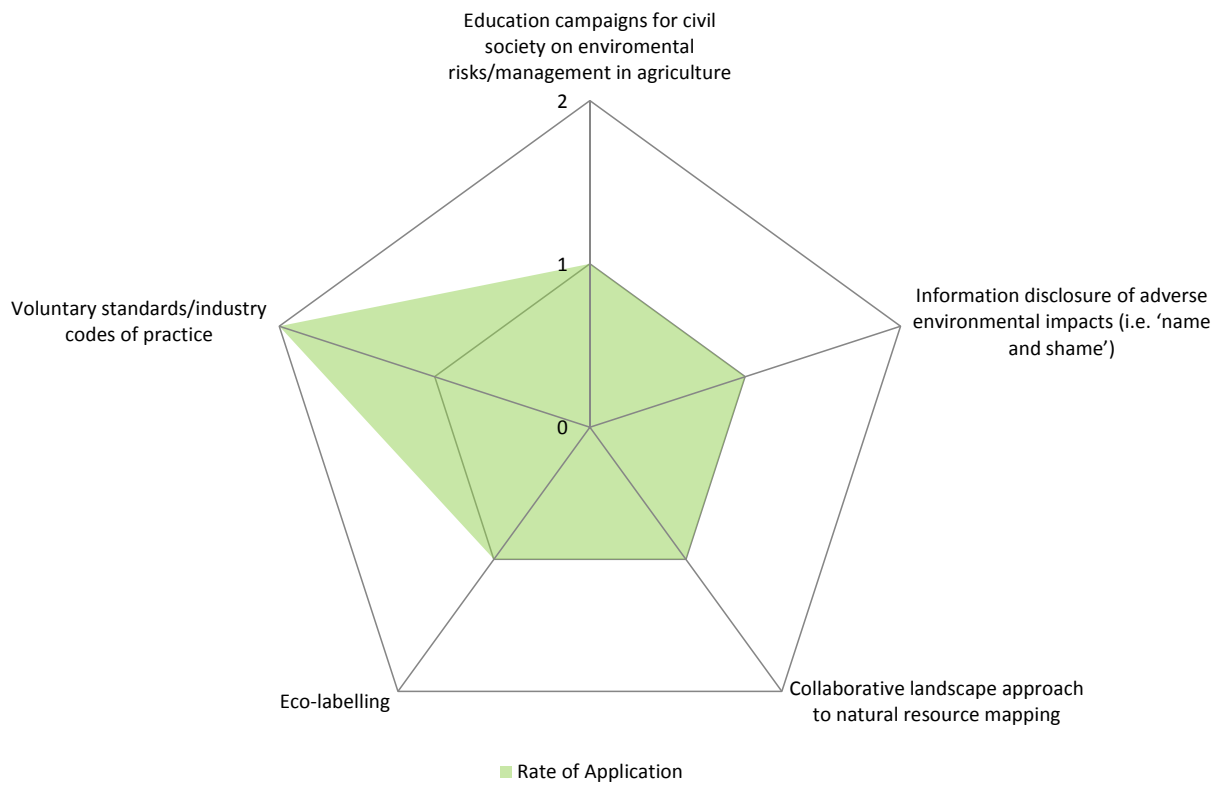 Education campaigns for civil
society on enviromental
risks/management in agriculture
2
1
0
Information disclosure of adverse
environmental impacts (i.e. ‘name
and shame’)
Voluntary standards/industry
codes of practice
Eco-labelling
Collaborative landscape approach
to natural resource mapping
Rate of Application